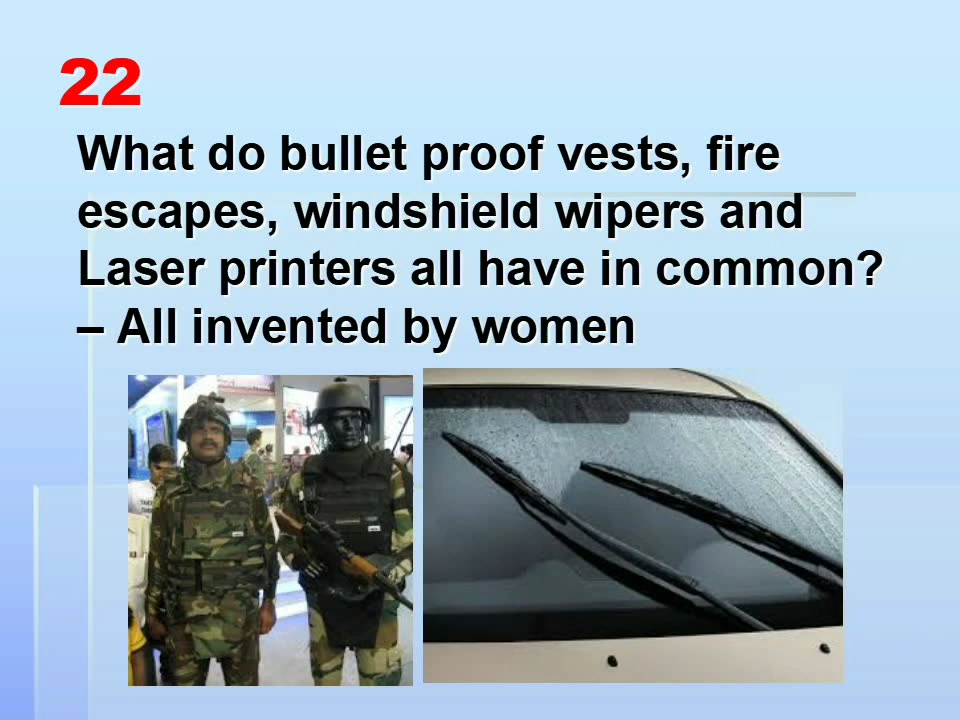 22
What do bullet proof vests, fire
escapes, windshield wipers and
Laser printers all have in common?
– All invented by women